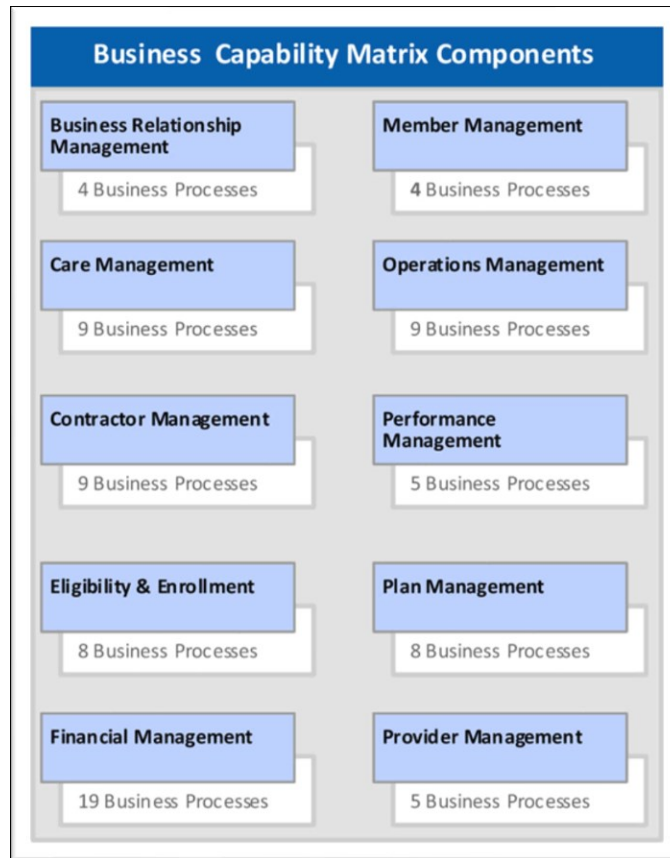 Business Capability Matrix Components
Business Relationship
Management
4 Business Processes
Member Management
4 Business Processes
Care Management
9 Business Processes
Operations Management
9 Business Processes
Contractor Management
9 Business Processes
Performance
Management
5 Business Processes
Eligibility & Enrollment
8 Business Processes
Plan Management
8 Business Processes
Financial Management
19 Business Processes
Provider Management
5 Business Processes